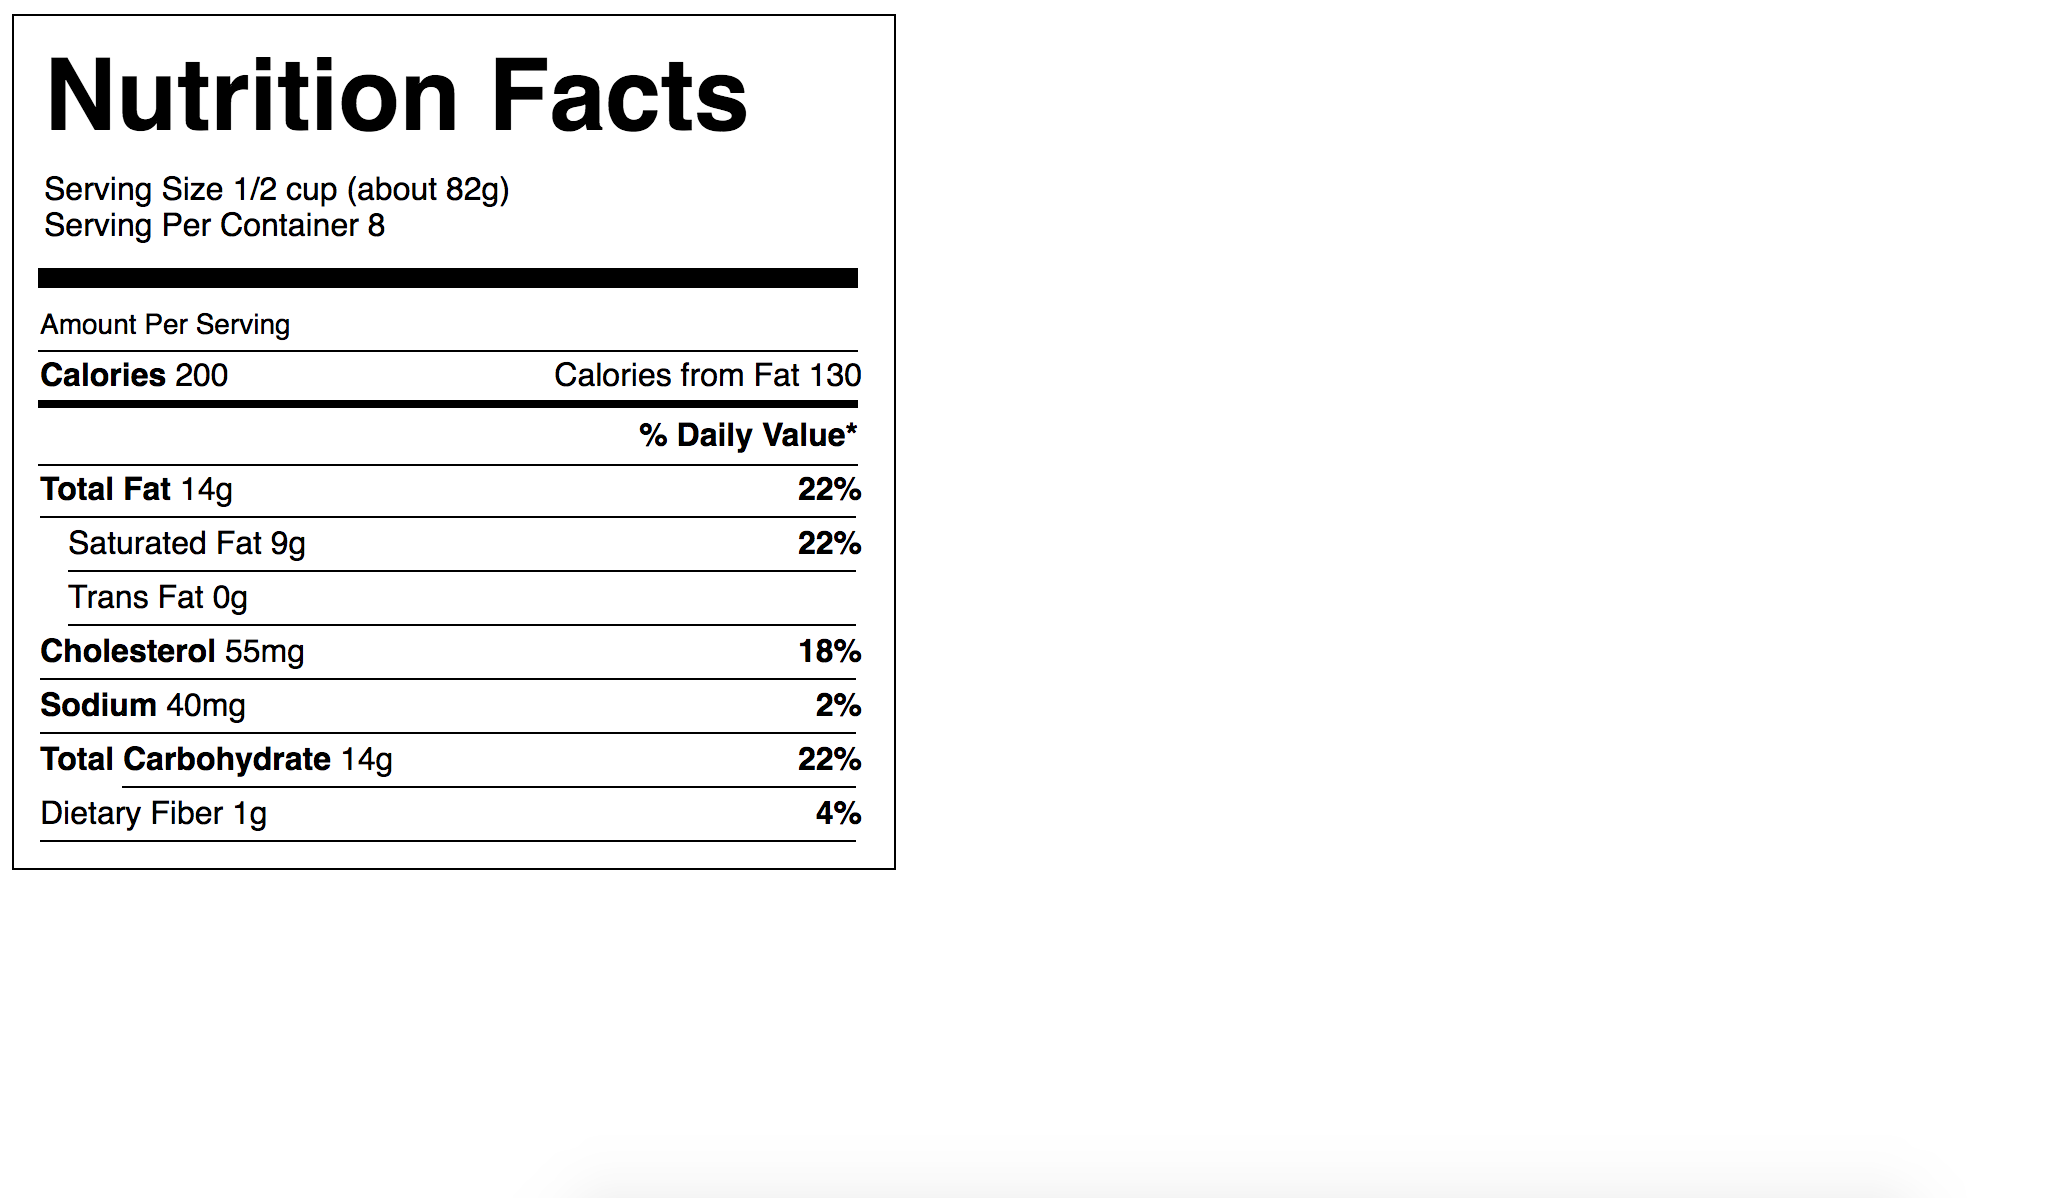 Nutrition Facts
Serving Size 1/2 cup (about 82g)
Serving Per Container 8
Amount Per Serving
Calories 200 Calories from Fat 130
% Daily Value*
Total Fat 14g 22%
Saturated Fat 9g 22%
Trans Fat 0g
Cholesterol 55mg 18%
Sodium 40mg 2%
Total Carbohydrate 14g 22%
Dietary Fiber 1g 4%